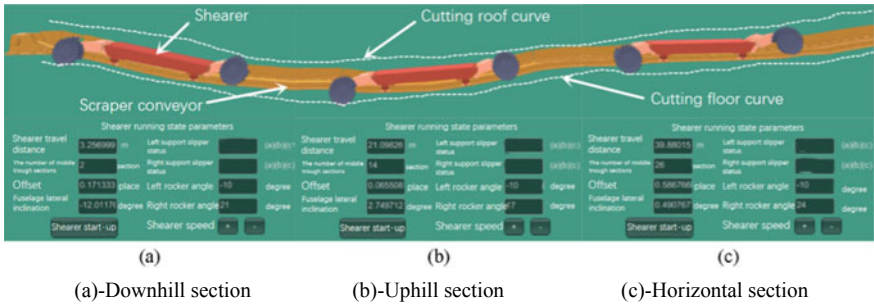 Shearer
Cutting roof curve
Scraper conveyor
Cutting floor curve
Shearer running state parameters
Shearer travel distance 3.256999 m Left support slipper status (a)(b)(c)
The number of middle trough sections 2 section Right support slipper status (a)(b)(c)
Offset 0.171333 place Left rocker angle -10 degree
Fuselage lateral inclination -12.01176 degree Right rocker angle 21 degree
Shearer start-up Shearer speed + -
Shearer running state parameters
Shearer travel distance 21.09826 m Left support slipper status (a)(b)(c)
The number of middle trough sections 14 section Right support slipper status (a)(b)(c)
Offset 0.065508 place Left rocker angle -10 degree
Fuselage lateral inclination 2.749712 degree Right rocker angle degree
Shearer start-up Shearer speed + -
Shearer running state parameters
Shearer travel distance 39.88015 m Left support slipper status (a)(b)(c)
The number of middle trough sections 26 section Right support slipper status (a)(b)(c)
Offset 0.586766 place Left rocker angle -10 degree
Fuselage lateral inclination 0.490767 degree Right rocker angle 24 degree
Shearer start-up Shearer speed + -
(a) (b) (c)
(a)-Downhill section (b)-Uphill section (c)-Horizontal section